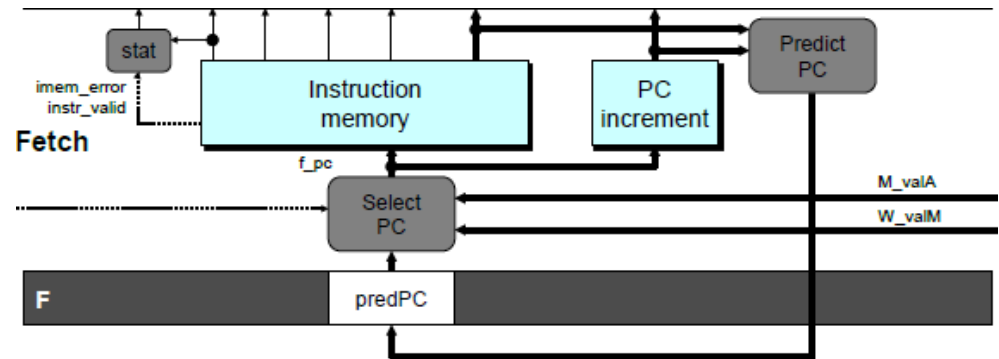 stat
Predict
PC
imem_error
instr_valid
Instruction
memory
PC
increment
Fetch
f_pc
Select
PC
M_valA
W_valM
F
predPC